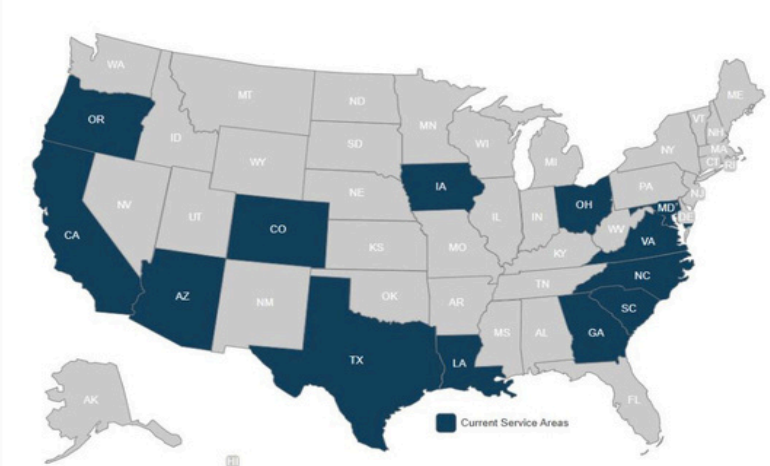 WA
MT
ND
MN
ME
VT
NH
OR
ID
SD
WI
MI
NY
MA
CT
RI
WY
IA
NE
PA
NJ
NV
UT
CO
IL
IN
OH
MD
DE
CA
KS
MO
WV
VA
KY
NC
AZ
NM
OK
AR
TN
SC
MS
AL
GA
TX
LA
AK
FL
Current Service Areas
HI